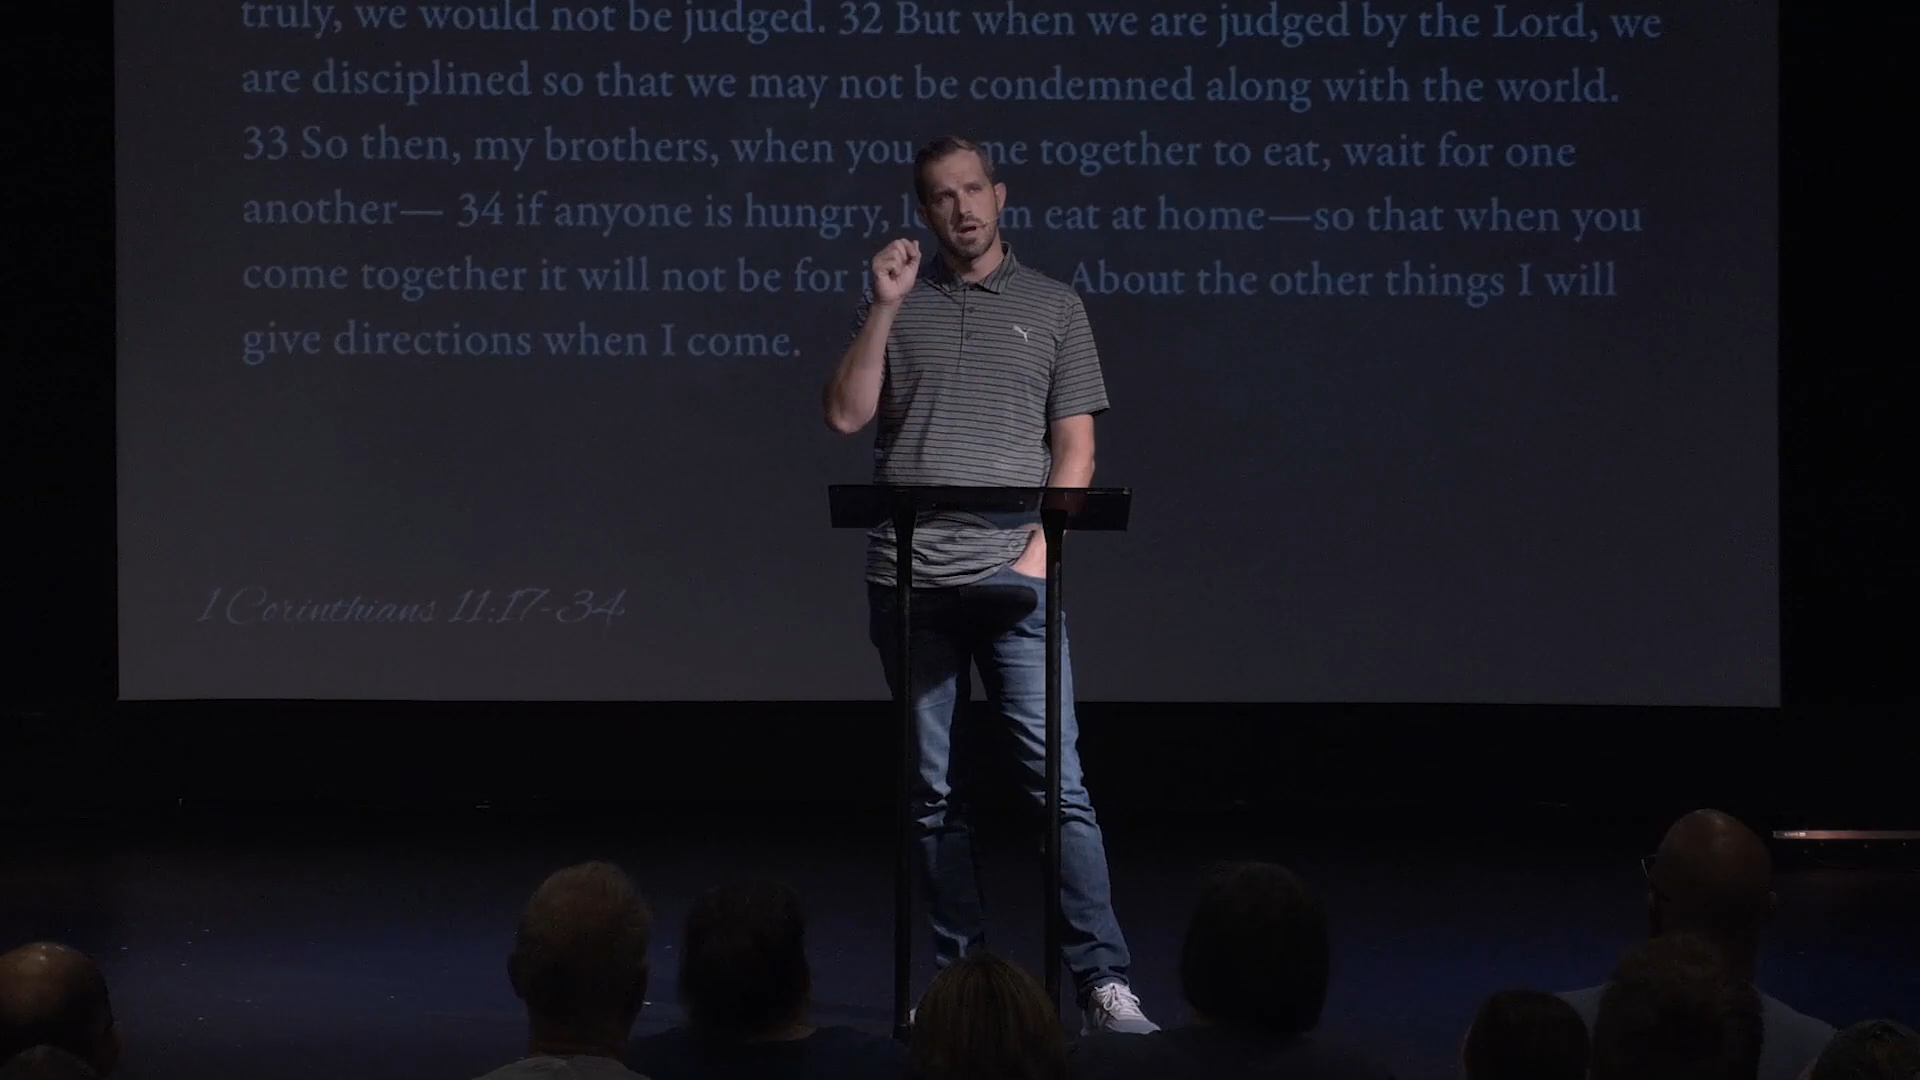 truly, we would not be judged. 32 But when we are judged by the Lord, we
are disciplined so that we may not be condemned along with the world.
33 So then, my brothers, when you me together to eat, wait for one
another— 34 if anyone is hungry, l m eat at home—so that when you
come together it will not be for About the other things I will
give directions when I come.
1 Corinthians 11:17-34